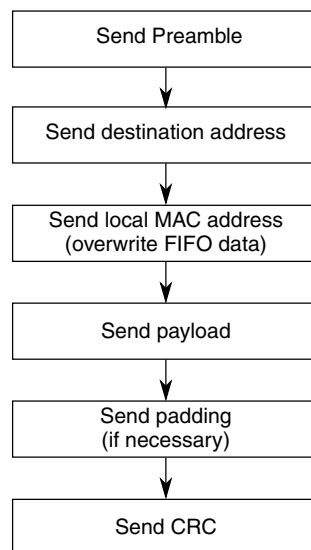 Send Preamble
Send destination address
Send local MAC address
(overwrite FIFO data)
Send payload
Send padding
(if necessary)
Send CRC